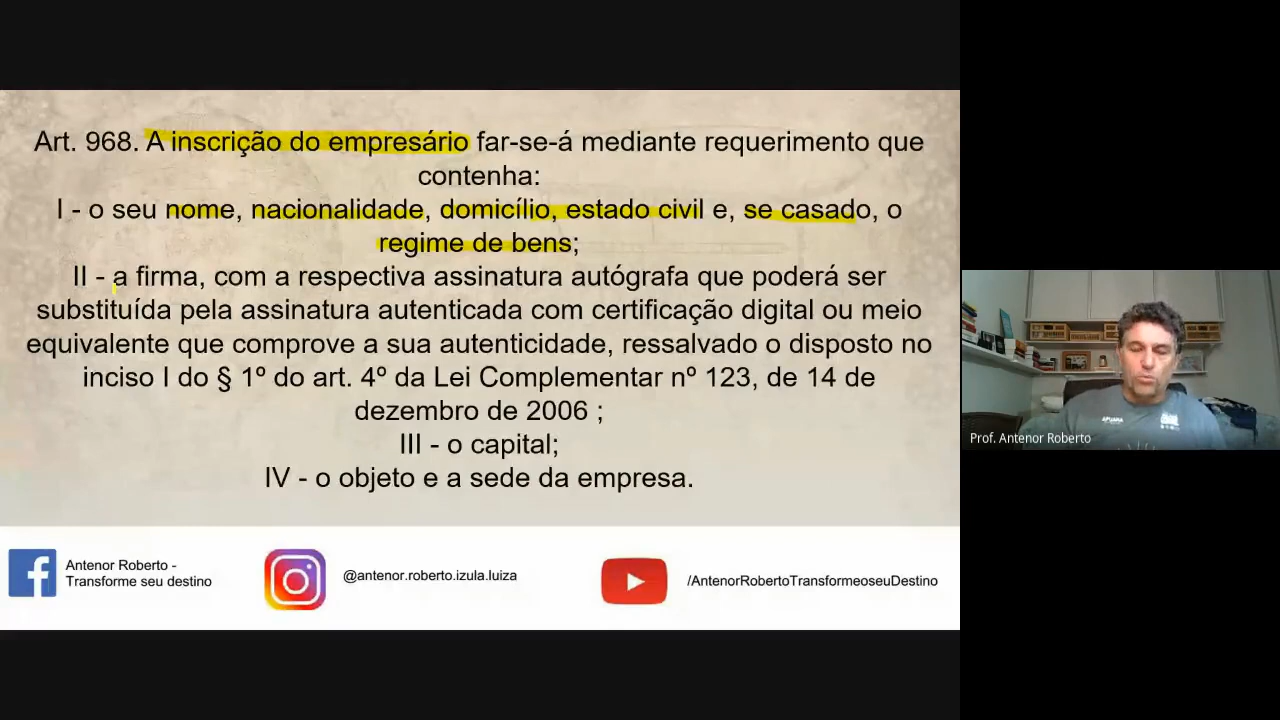 Art. 968. A inscrição do empresário far-se-á mediante requerimento que
contenha:
I - o seu nome, nacionalidade, domicílio, estado civil e, se casado, o
regime de bens;
II - a firma, com a respectiva assinatura autógrafa que poderá ser
substituída pela assinatura autenticada com certificação digital ou meio
equivalente que comprove a sua autenticidade, ressalvado o disposto no
inciso I do § 1º do art. 4º da Lei Complementar nº 123, de 14 de
dezembro de 2006 ;
III - o capital;
IV - o objeto e a sede da empresa.
Antenor Roberto -
Transforme seu destino
@antenor.roberto.izula.luiza
/AntenorRobertoTransformeoseuDestino
Prof. Antenor Roberto